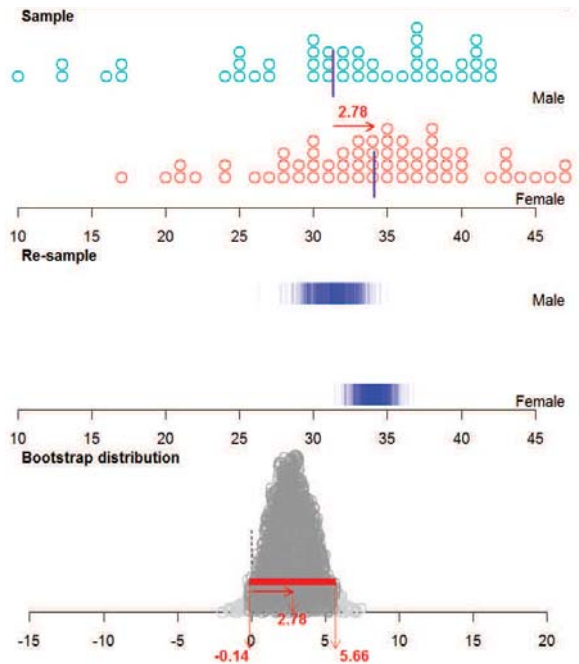 Sample
Male
2.78
Female
10 15 20 25 30 35 40 45
Re-sample
Male
Female
10 15 20 25 30 35 40 45
Bootstrap distribution
-15 -10 -5 0 5 10 15 20
2.78
-0.14 5.66